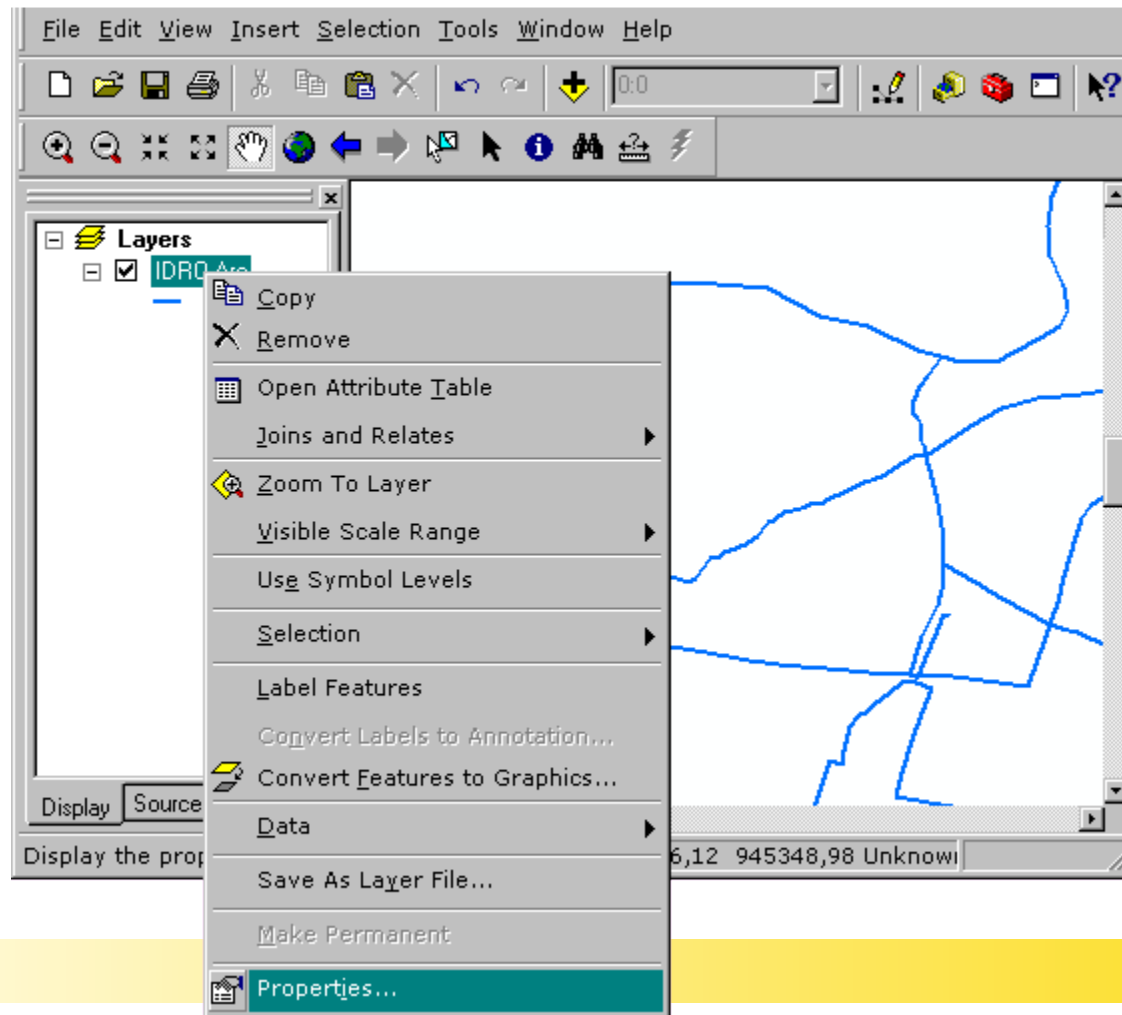 File Edit View Insert Selection Tools Window Help
0:0
Layers
IDRO Arc
Copy
Remove
Open Attribute Table
Joins and Relates
Zoom To Layer
Visible Scale Range
Use Symbol Levels
Selection
Label Features
Convert Labels to Annotation...
Convert Features to Graphics...
Data
Save As Layer File...
Make Permanent
Properties...
Display Source
Display the prop 6,12 945348,98 Unknown